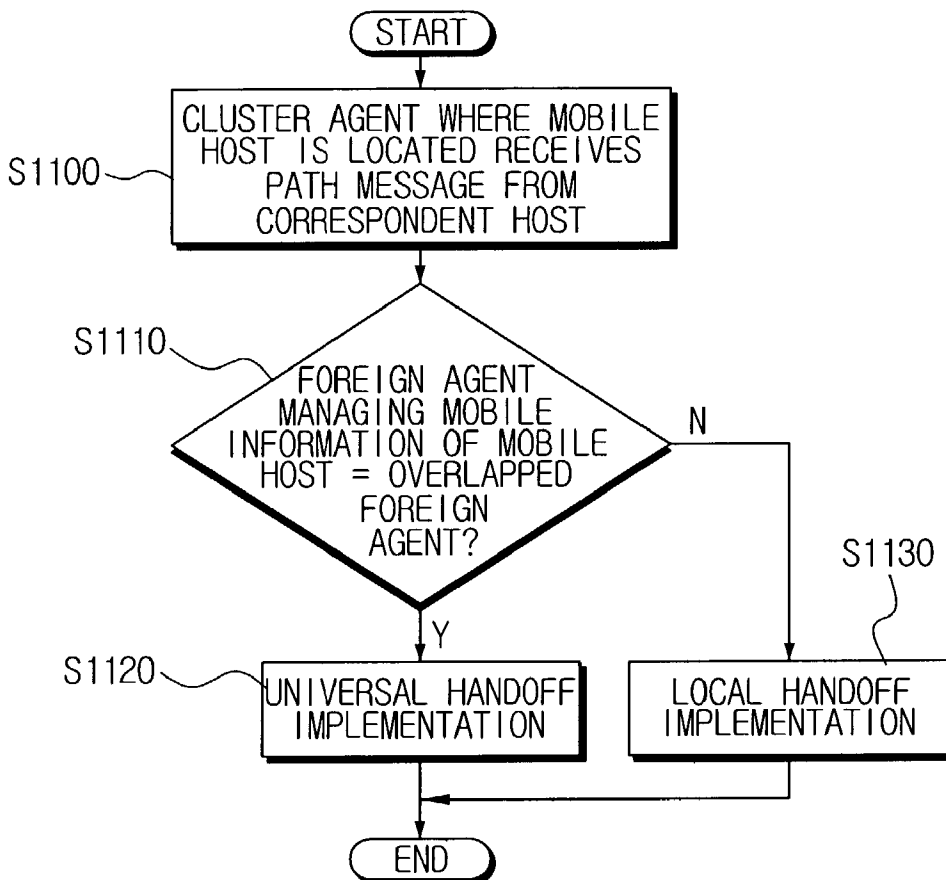 START
S1100
CLUSTER AGENT WHERE MOBILE
HOST IS LOCATED RECEIVES
PATH MESSAGE FROM
CORRESPONDENT HOST
S1110
FOREIGN AGENT
MANAGING MOBILE
INFORMATION OF MOBILE
HOST = OVERLAPPED
FOREIGN
AGENT?
N
Y
S1120
UNIVERSAL HANDOFF
IMPLEMENTATION
S1130
LOCAL HANDOFF
IMPLEMENTATION
END